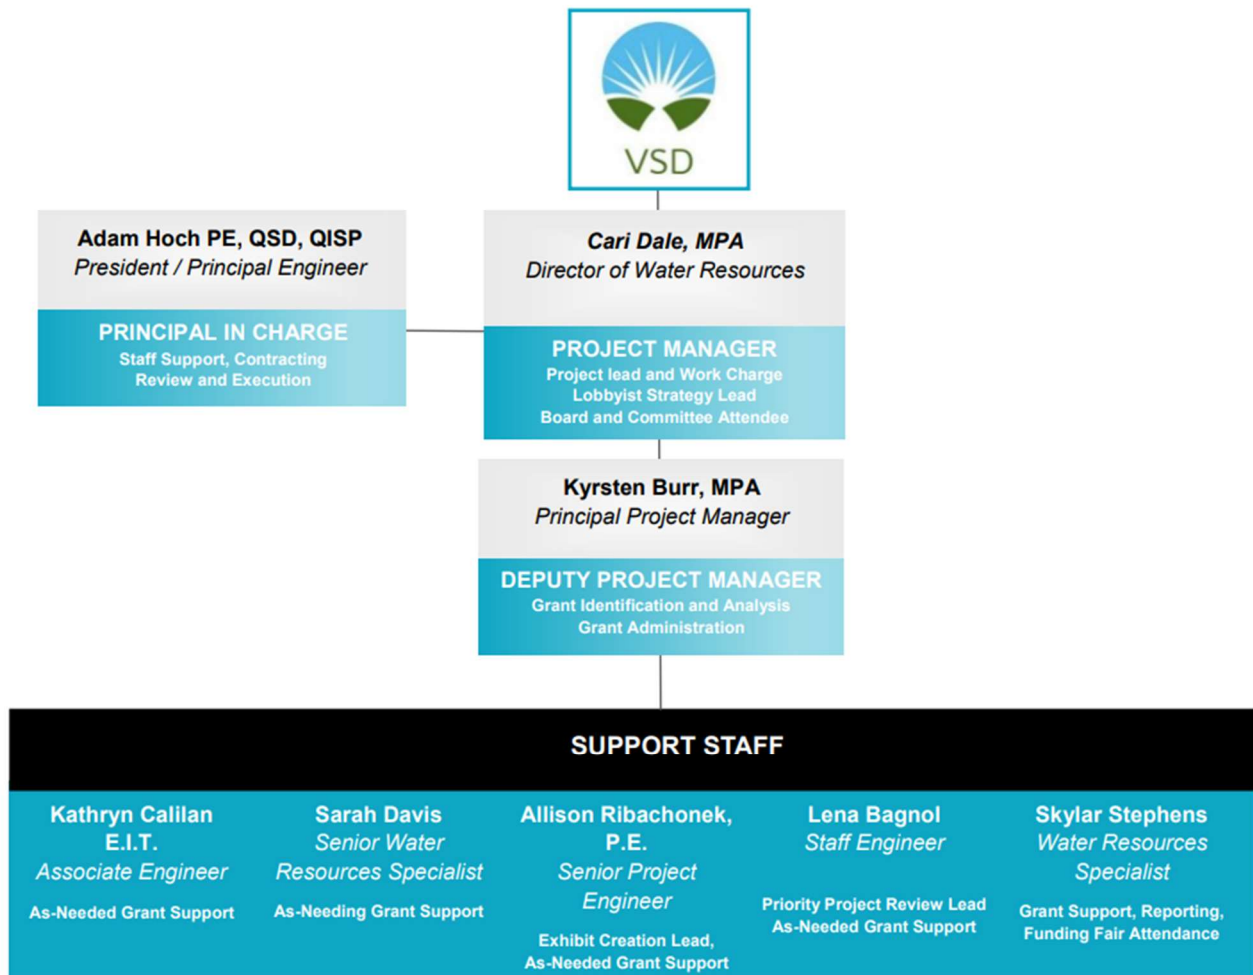 VSD
Adam Hoch PE, QSD, QISP
President / Principal Engineer
PRINCIPAL IN CHARGE
Staff Support, Contracting
Review and Execution
Cari Dale, MPA
Director of Water Resources
PROJECT MANAGER
Project lead and Work Charge
Lobbyist Strategy Lead
Board and Committee Attendee
Kyrsten Burr, MPA
Principal Project Manager
DEPUTY PROJECT MANAGER
Grant Identification and Analysis
Grant Administration
SUPPORT STAFF
Kathryn Calilan
E.I.T.
Associate Engineer
As-Needed Grant Support
Sarah Davis
Senior Water
Resources Specialist
As-Needing Grant Support
Allison Ribachonek,
P.E.
Senior Project
Engineer
Exhibit Creation Lead,
As-Needed Grant Support
Lena Bagnol
Staff Engineer
Priority Project Review Lead
As-Needed Grant Support
Skylar Stephens
Water Resources
Specialist
Grant Support, Reporting,
Funding Fair Attendance